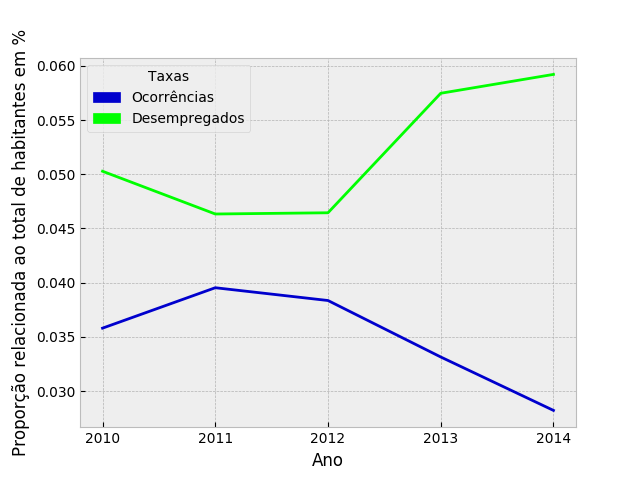 Proporção relacionada ao total de habitantes em %
0.060
0.055
0.050
0.045
0.040
0.035
0.030
Taxas
Ocorrências
Desempregados
2010 2011 2012 2013 2014
Ano